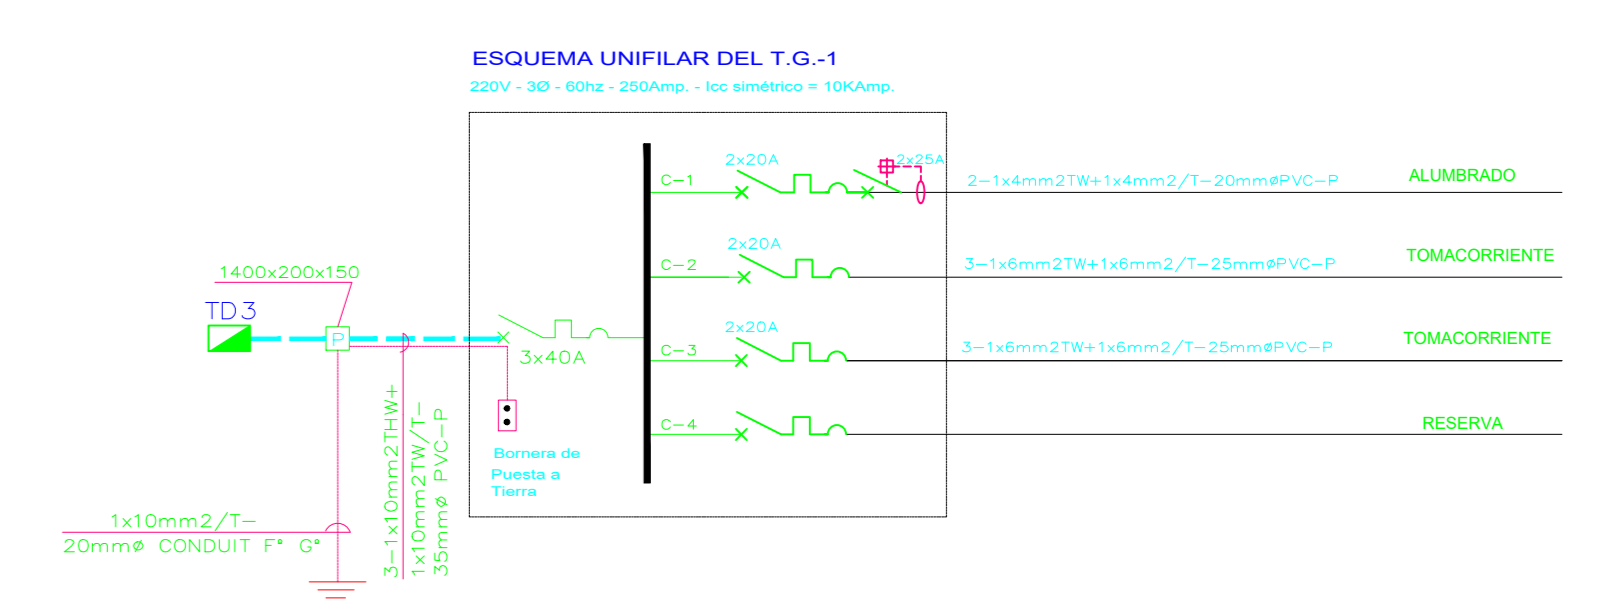 ESQUEMA UNIFILAR DEL T.G.-1
220V - 3Ø - 60hz - 250Amp. - Icc simétrico = 10KAmp.
2x20A
2x25A
C-1
2-1x4mm2TW+1x4mm2/T-20mmøPVC-P
ALUMBRADO
2x20A
C-2
3-1x6mm2TW+1x6mm2/T-25mmøPVC-P
TOMACORRIENTE
1400x200x150
TD3
P
3x40A
2x20A
C-3
3-1x6mm2TW+1x6mm2/T-25mmøPVC-P
TOMACORRIENTE
C-4
RESERVA
Bornera de
Puesta a
Tierra
3-1x10mm2THW+
1x10mm2TW/T-
35mmø PVC-P
1x10mm2/T-
20mmø CONDUIT F° G°